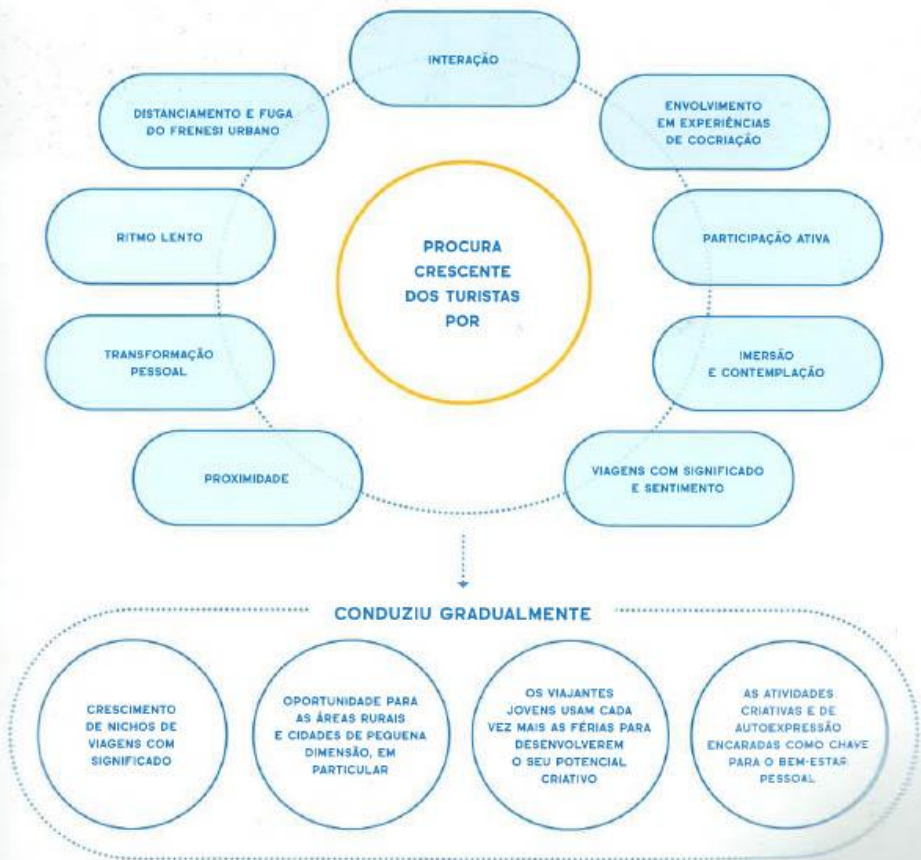 INTERAÇÃO
DISTANCIAMENTO E FUGA
DO FRENESI URBANO
ENVOLVIMENTO
EM EXPERIÊNCIAS
DE COCRIAÇÃO
RITMO LENTO
PROCURA
CRESCENTE
DOS TURISTAS
POR
PARTICIPAÇÃO ATIVA
TRANSFORMAÇÃO
PESSOAL
IMERSÃO
E CONTEMPLAÇÃO
PROXIMIDADE
VIAGENS COM SIGNIFICADO
E SENTIMENTO
CONDUZIU GRADUALMENTE
CRESCIMENTO
DE NICHOS DE
VIAGENS COM
SIGNIFICADO
OPORTUNIDADE PARA
AS ÁREAS RURAIS
E CIDADES DE PEQUENA
DIMENSÃO, EM
PARTICULAR
OS VIAJANTES
JOVENS USAM CADA
VEZ MAIS AS FÉRIAS PARA
DESENVOLVEREM
O SEU POTENCIAL
CRIATIVO
AS ATIVIDADES
CRIATIVAS E DE
AUTOEXPRESSÃO
ENCARADAS COMO CHAVE
PARA O BEM-ESTAR
PESSOAL